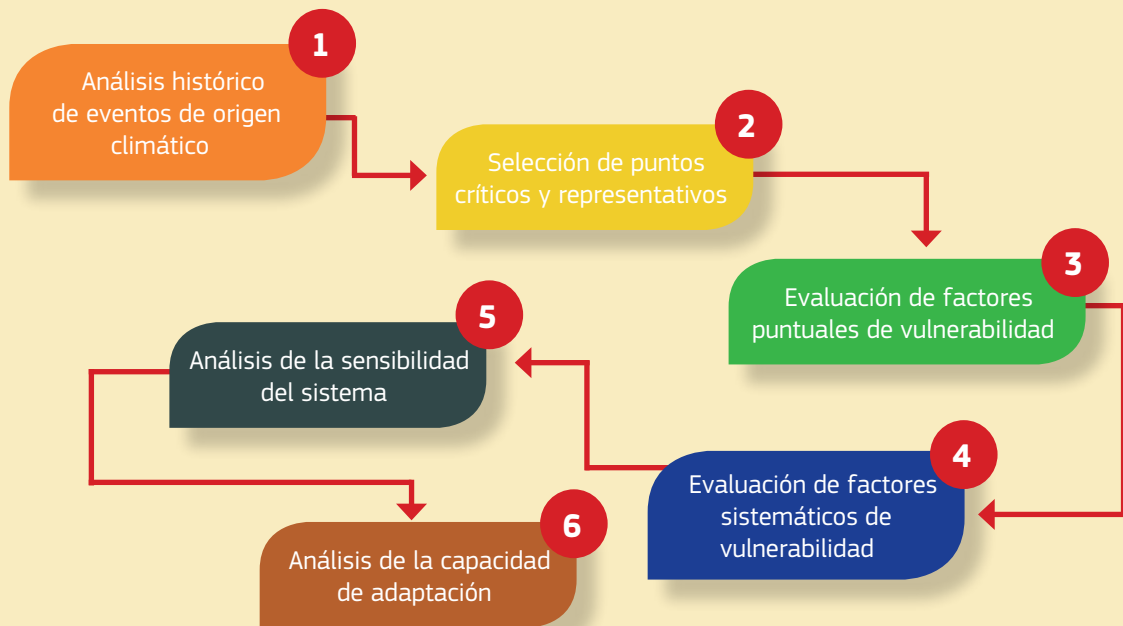 1
Análisis histórico
de eventos de origen
climático
2
Selección de puntos
críticos y representativos
3
Evaluación de factores
puntuales de vulnerabilidad
4
Evaluación de factores
sistemáticos de
vulnerabilidad
5
Análisis de la sensibilidad
del sistema
6
Análisis de la capacidad
de adaptación